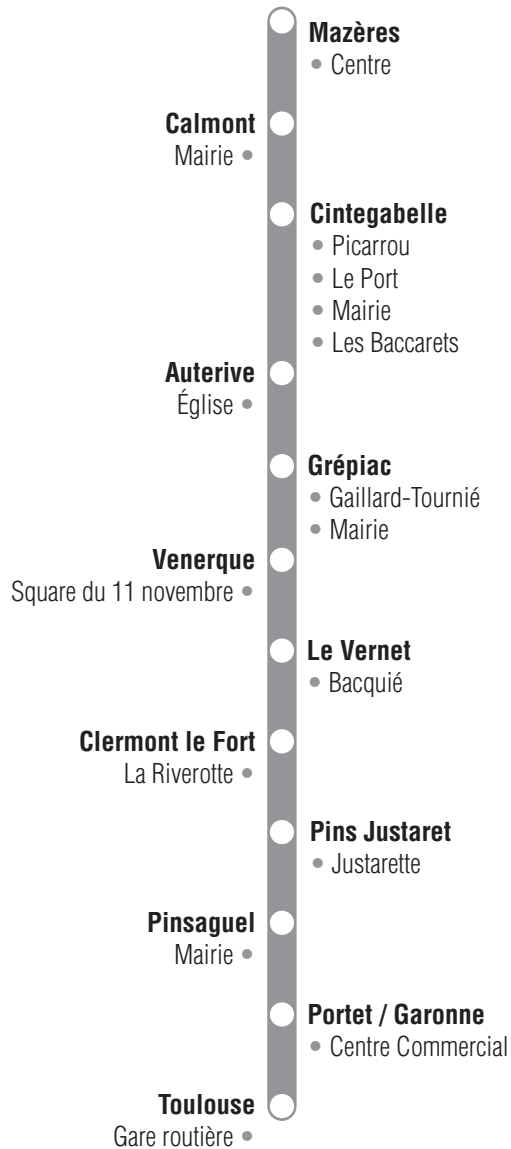 Mazères
• Centre
Calmont
Mairie •
Cintegabelle
• Picarrou
• Le Port
• Mairie
• Les Baccarets
Auterive
Église •
Grépiac
• Gaillard-Tournié
• Mairie
Venerque
Square du 11 novembre •
Le Vernet
• Bacquié
Clermont le Fort
La Riverotte •
Pins Justaret
• Justarette
Pinsaguel
Mairie •
Portet / Garonne
• Centre Commercial
Toulouse
Gare routière •